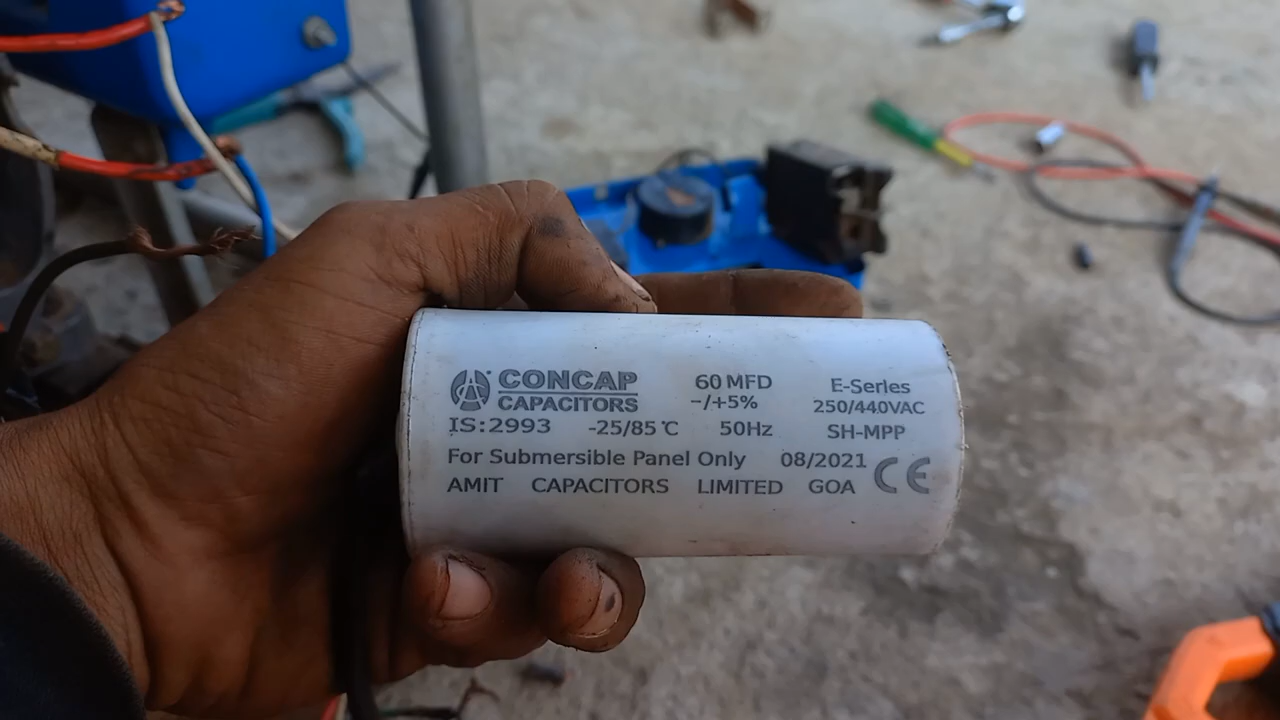 CONCAP
CAPACITORS
60 MFD
-/+5%
E-Series
250/440VAC
IS:2993 -25/85°C 50Hz SH-MPP
For Submersible Panel Only 08/2021 CE
AMIT CAPACITORS LIMITED GOA